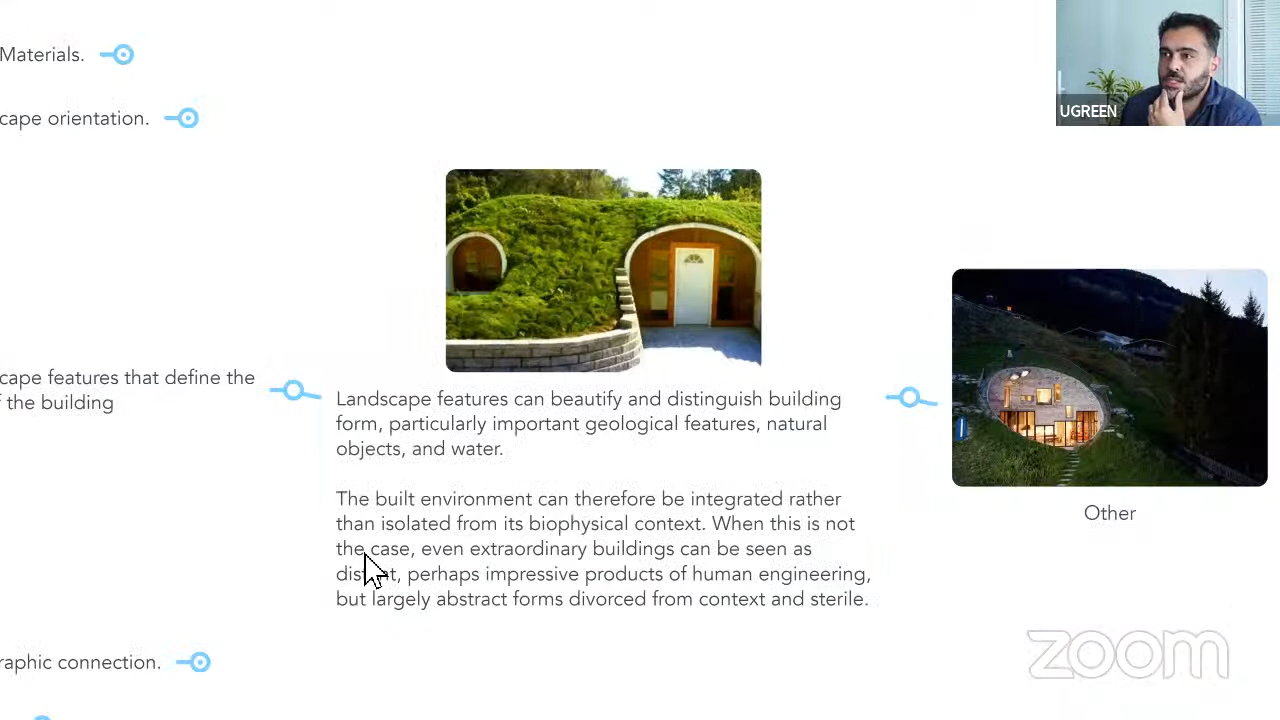 Materials.
UGREEN
cape orientation.
cape features that define the
the building
Landscape features can beautify and distinguish building
form, particularly important geological features, natural
objects, and water.
The built environment can therefore be integrated rather
than isolated from its biophysical context. When this is not
the case, even extraordinary buildings can be seen as
perhaps impressive products of human engineering,
but largely abstract forms divorced from context and sterile.
Other
raphic connection.
zoom